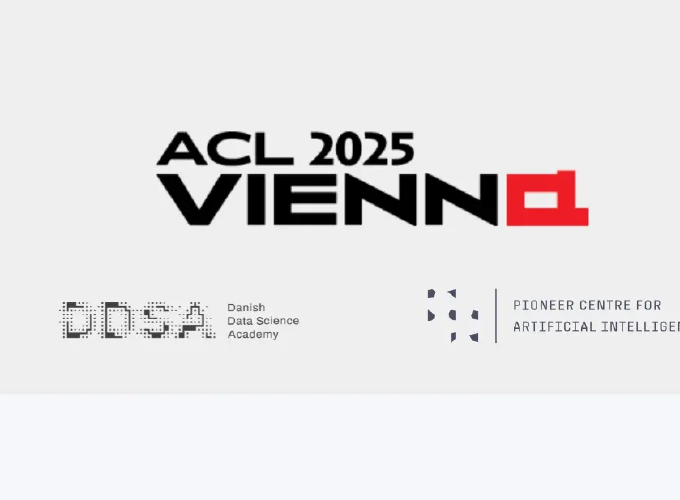 ACL 2025
VIENNA
DDSA
Danish
Data Science
Academy
PIONEER CENTRE FOR
ARTIFICIAL INTELLIGEN